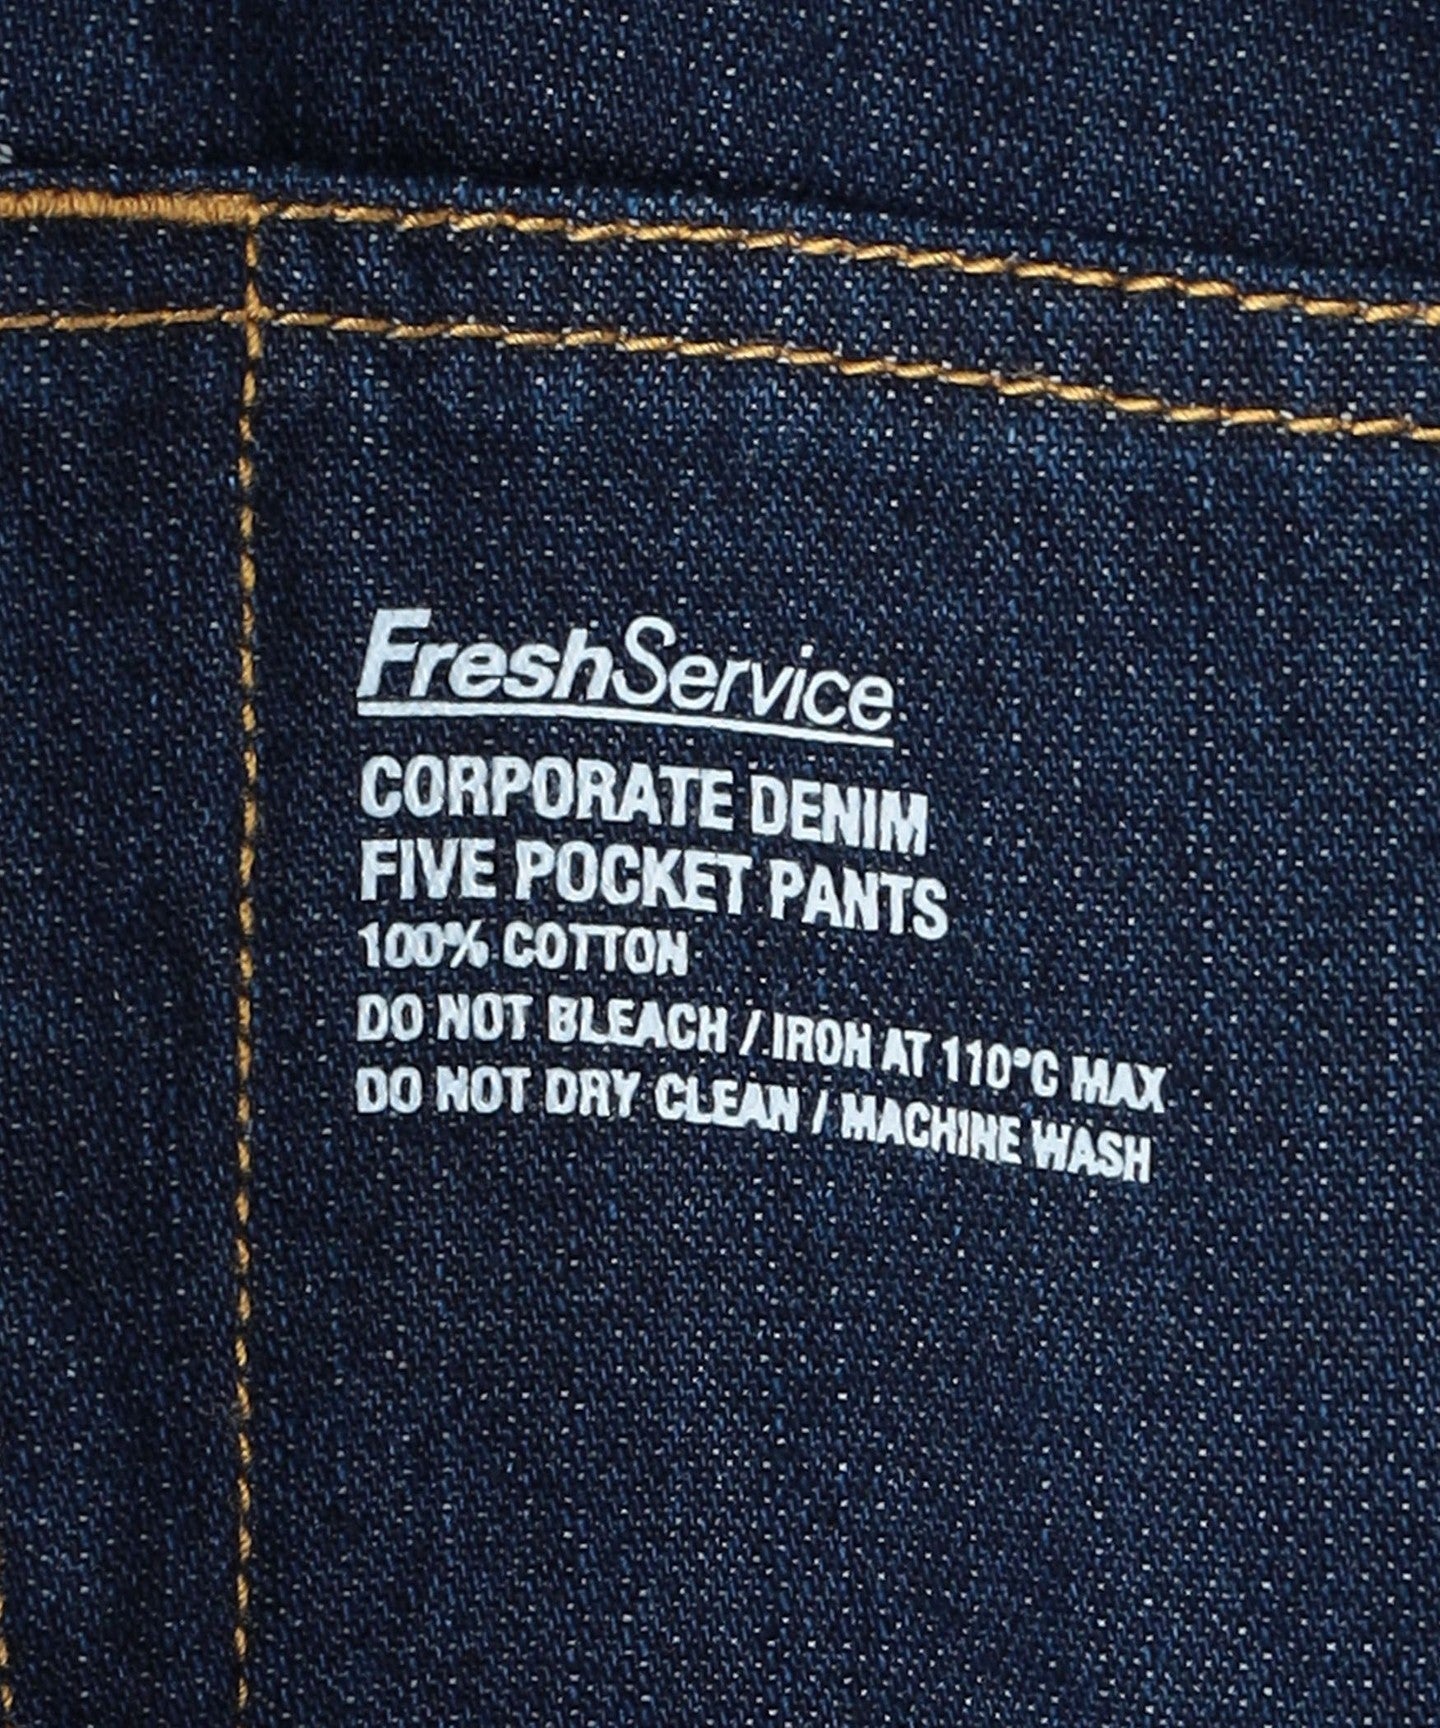 FreshService
CORPORATE DENIM
FIVE POCKET PANTS
100% COTTON
DO NOT BLEACH / IRON AT 110°C MAX
DO NOT DRY CLEAN / MACHINE WASH